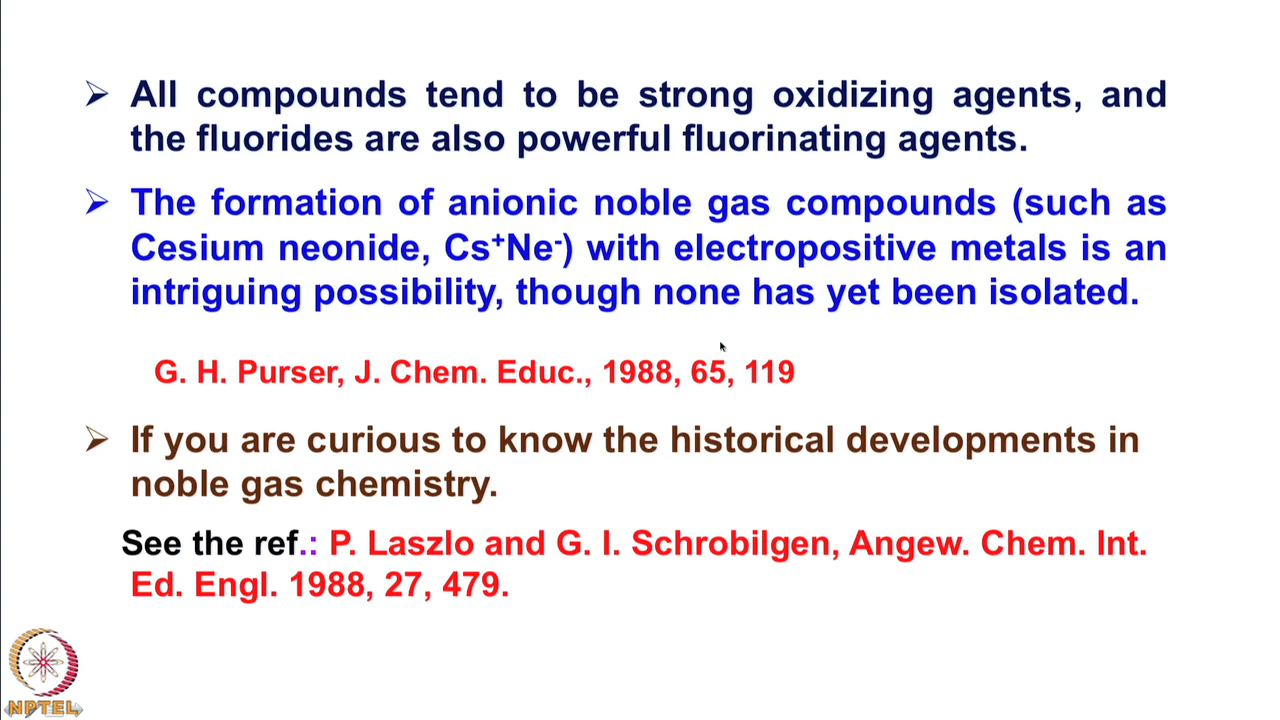 ➢ All compounds tend to be strong oxidizing agents, and
the fluorides are also powerful fluorinating agents.
➢ The formation of anionic noble gas compounds (such as
Cesium neonide, Cs⁺Ne⁻) with electropositive metals is an
intriguing possibility, though none has yet been isolated.
G. H. Purser, J. Chem. Educ., 1988, 65, 119
➢ If you are curious to know the historical developments in
noble gas chemistry.
See the ref.: P. Laszlo and G. I. Schrobilgen, Angew. Chem. Int.
Ed. Engl. 1988, 27, 479.
NPTEL